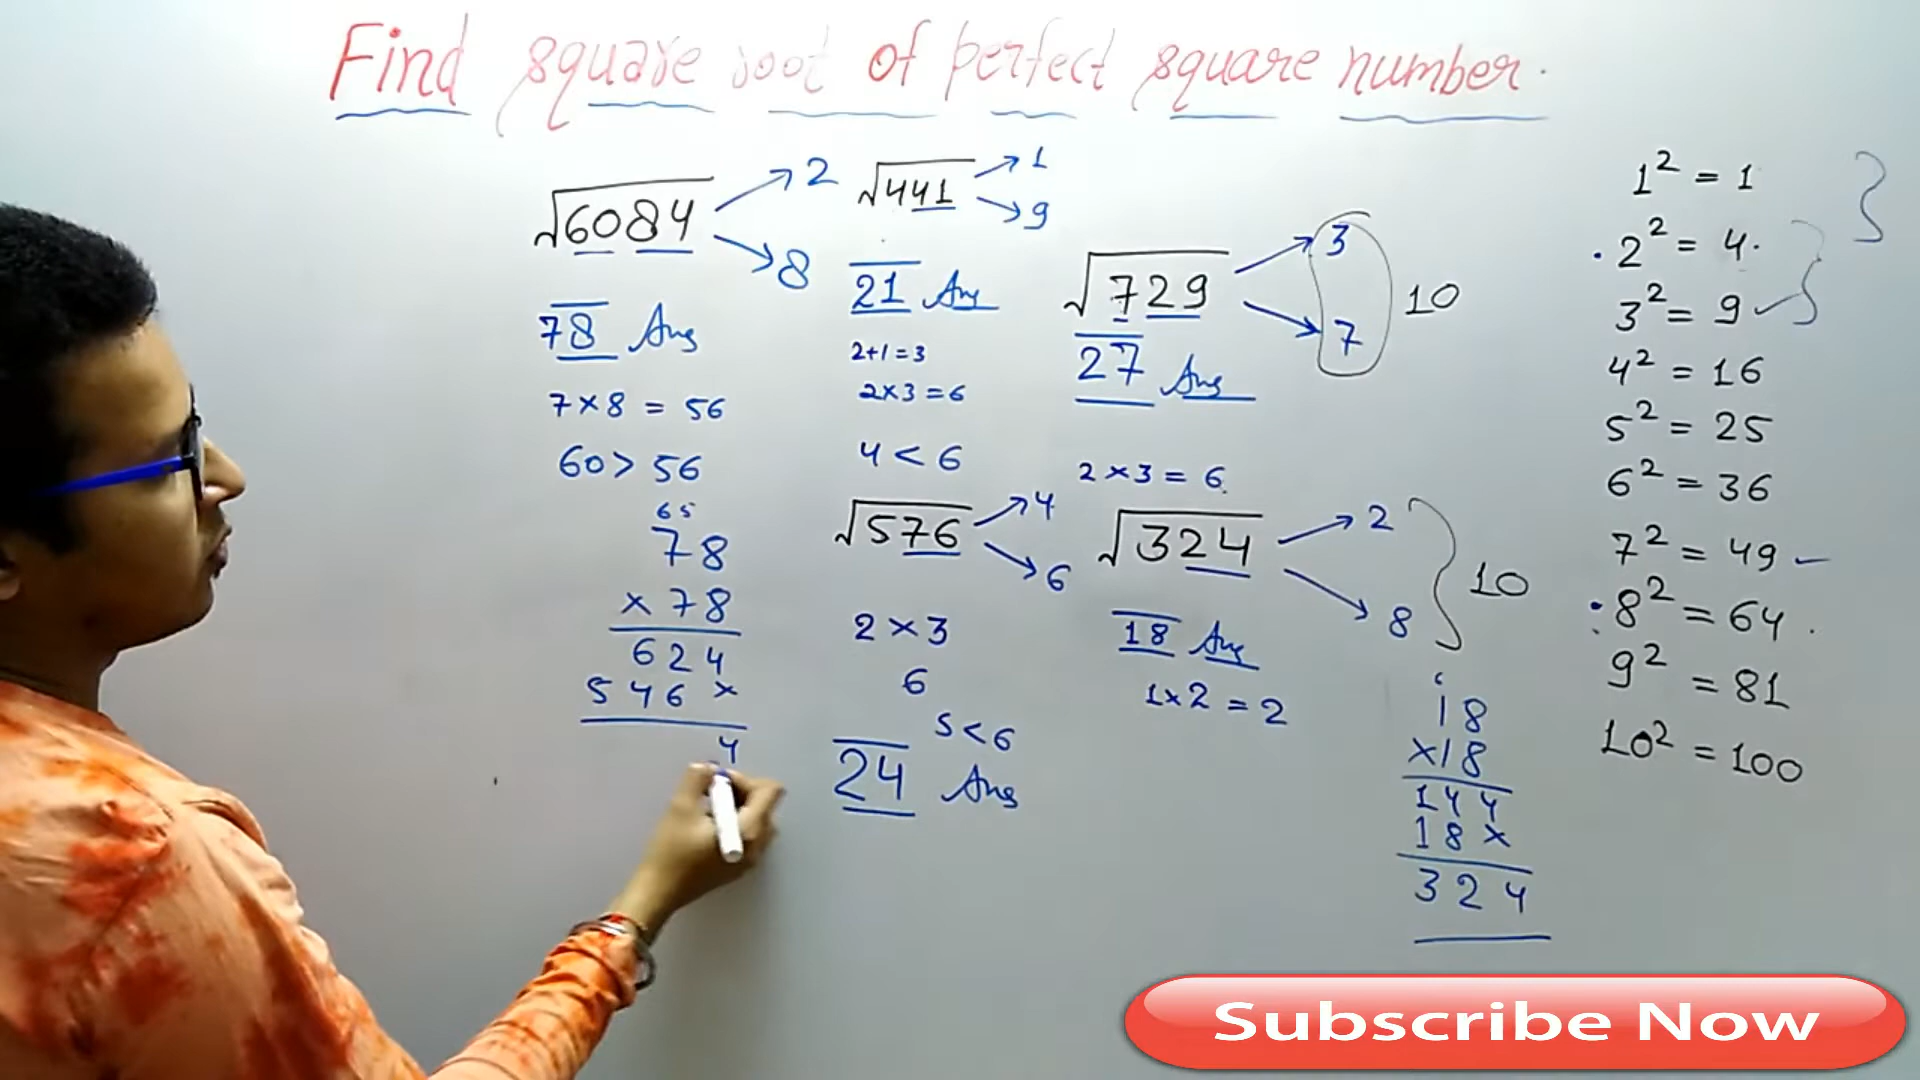 Find square root of perfect square number.
√6084 2
8
78 Ans
7 × 8 = 56
60 > 56
6 5
78
× 78
624
546 ×
4
√441 1
9
21 Ans
2+1=3
2×3=6
4 < 6
√576 4
6
2 × 3
6
5 < 6
24 Ans
√729 3
7
10
27 Ans
2 × 3 = 6
√324 2
8
10
18 Ans
1×2 = 2
18
×18
144
18 ×
324
1² = 1
2² = 4
3² = 9
4² = 16
5² = 25
6² = 36
7² = 49
8² = 64
9² = 81
10² = 100
Subscribe Now